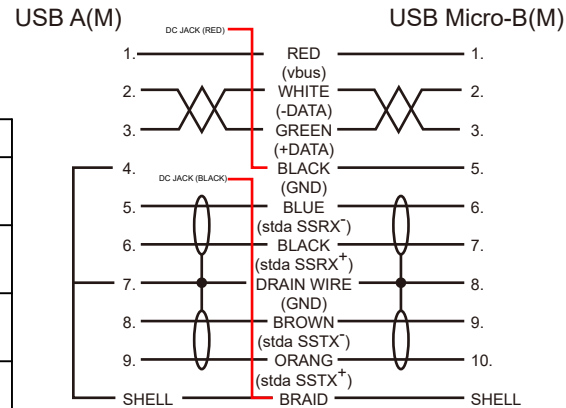 USB A(M) USB Micro-B(M)
DC JACK (RED)
1. RED 1.
(vbus)
2. WHITE 2.
(-DATA)
3. GREEN 3.
(+DATA)
4. BLACK 5.
DC JACK (BLACK)
(GND)
5. BLUE 6.
(stda SSRX-)
6. BLACK 7.
(stda SSRX+)
7. DRAIN WIRE 8.
(GND)
8. BROWN 9.
(stda SSTX-)
9. ORANG 10.
(stda SSTX+)
SHELL BRAID SHELL